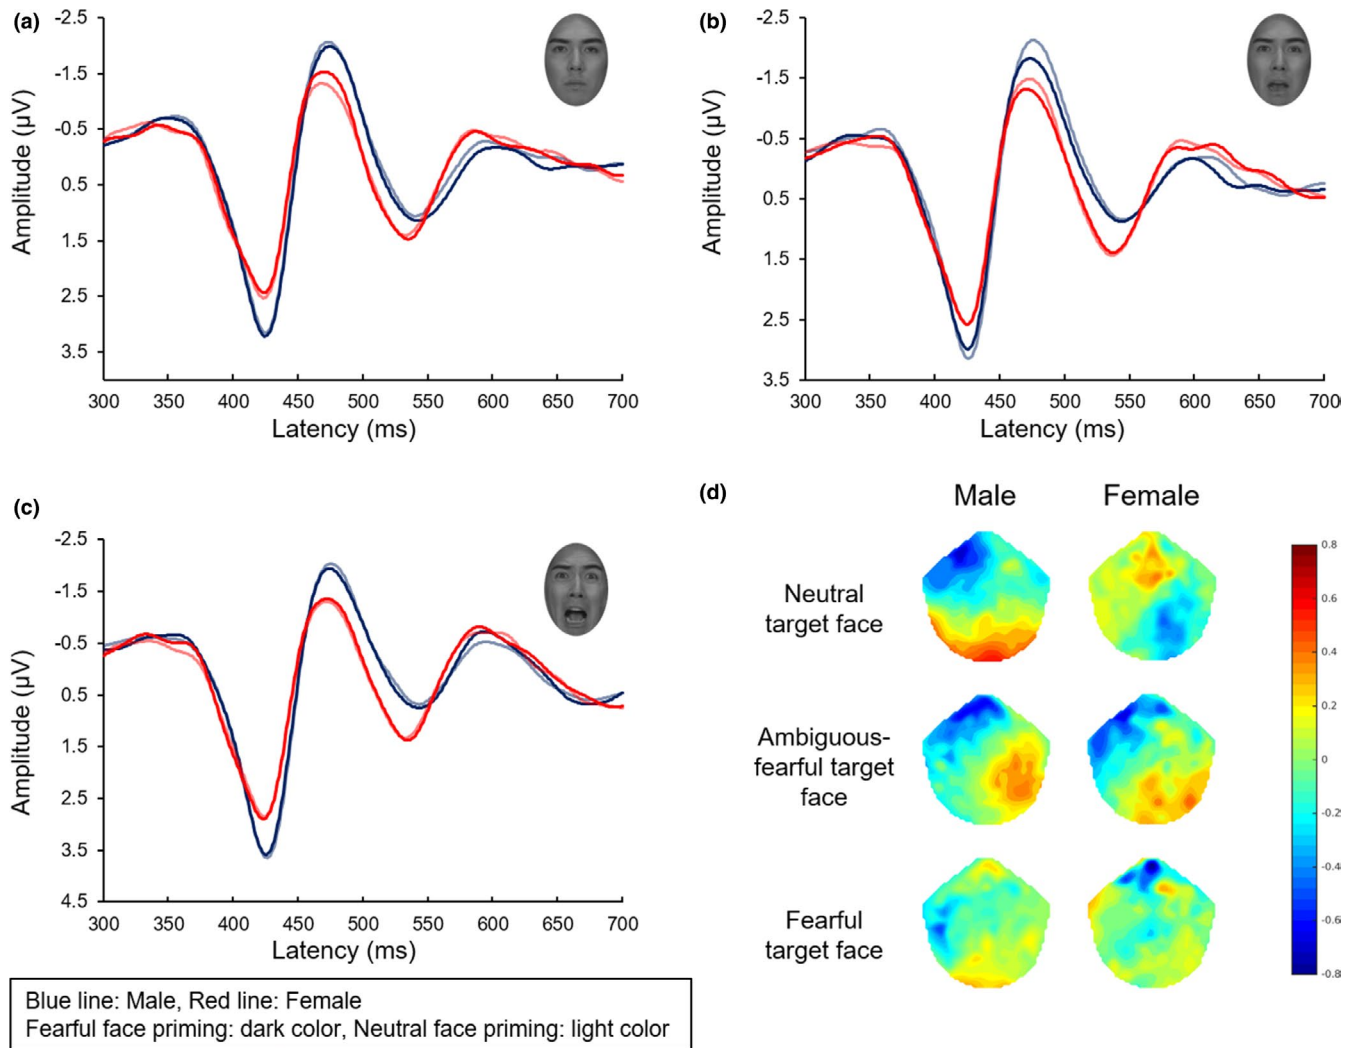 (a)
-2.5
-1.5
-0.5
0.5
1.5
2.5
3.5
Amplitude (µV)
300 350 400 450 500 550 600 650 700
Latency (ms)
(b)
-2.5
-1.5
-0.5
0.5
1.5
2.5
3.5
Amplitude (µV)
300 350 400 450 500 550 600 650 700
Latency (ms)
(c)
-2.5
-1.5
-0.5
0.5
1.5
2.5
3.5
4.5
Amplitude (µV)
300 350 400 450 500 550 600 650 700
Latency (ms)
(d)
Male Female
Neutral
target face
Ambiguous-
fearful target
face
Fearful
target face
0.8
0.6
0.4
0.2
0
-0.2
-0.4
-0.6
-0.8
Blue line: Male, Red line: Female
Fearful face priming: dark color, Neutral face priming: light color